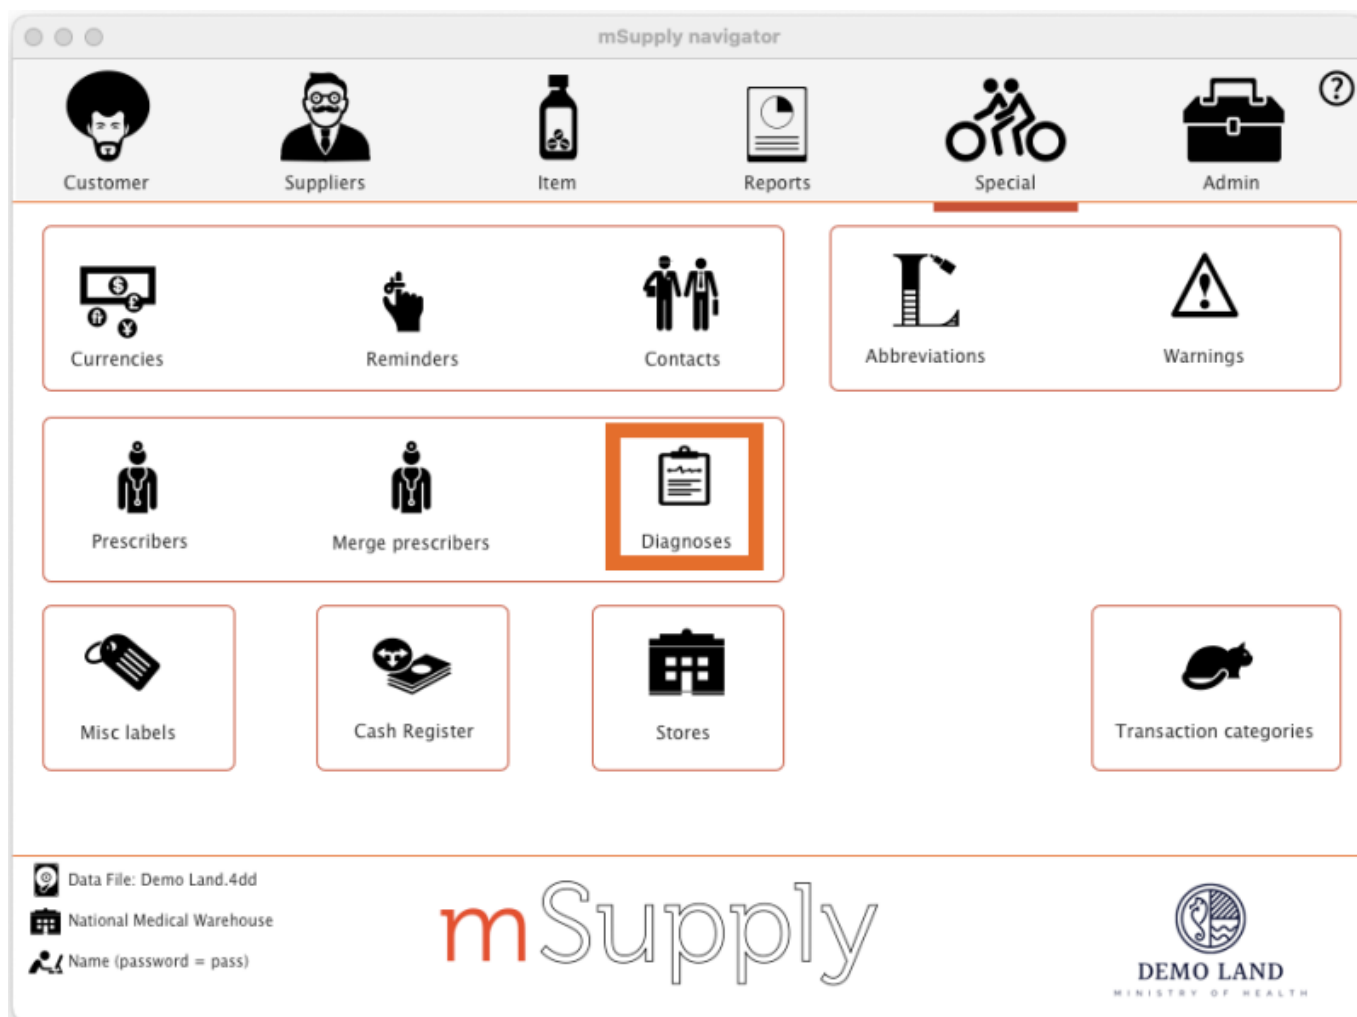 mSupply navigator
Customer Suppliers Item Reports Special Admin ?
Currencies Reminders Contacts Abbreviations Warnings
Prescribers Merge prescribers Diagnoses
Misc labels Cash Register Stores Transaction categories
Data File: Demo Land.4dd
National Medical Warehouse
Name (password = pass)
mSupply
DEMO LAND
MINISTRY OF HEALTH